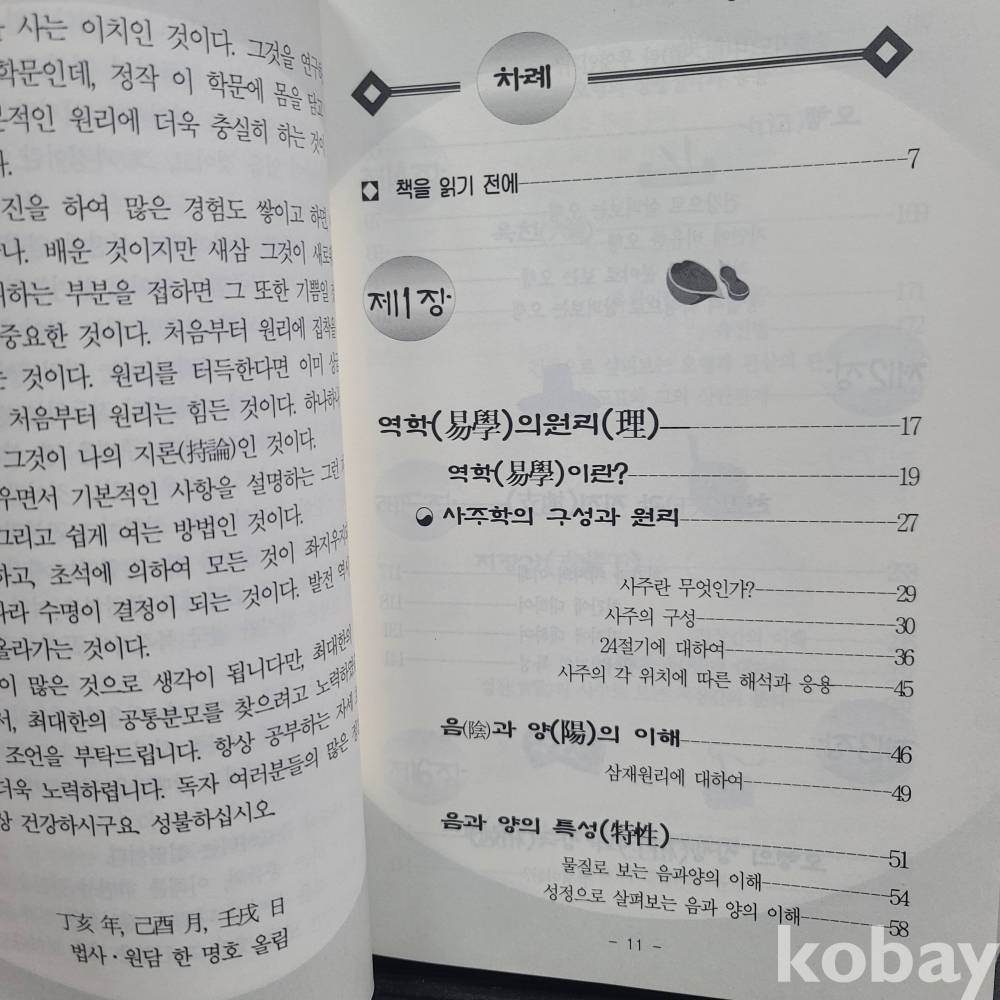 사는 이치인 것이다. 그것을 연구하
학문인데, 정작 이 학문에 몸을 담고
본적인 원리에 더욱 충실히 하는 것이
다.
진을 하여 많은 경험도 쌓이고 하면
나. 배운 것이지만 새삼 그것이 새로
하는 부분을 접하면 그 또한 기쁨일
중요한 것이다. 처음부터 원리에 집착을
는 것이다. 원리를 터득한다면 이미
처음부터 원리는 힘든 것이다. 하나하나
그것이 나의 지론(持論)인 것이다.
우면서 기본적인 사항을 설명하는 그런
그리고 쉽게 여는 방법인 것이다.
하고, 초석에 의하여 모든 것이 좌지우지
따라 수명이 결정이 되는 것이다. 발전 역시
올라가는 것이다.
이 많은 것으로 생각이 됩니다만, 최대한의
서, 최대한의 공통분모를 찾으려고 노력하였
조언을 부탁드립니다. 항상 공부하는 자세
더욱 노력하렵니다. 독자 여러분들의 많은
상 건강하시구요. 성불하십시오.
丁亥 年, 己酉 月, 壬戌 日
법사·원담 한 명호 올림
차례
책을 읽기 전에 7
제1장
역학(易學)의원리(理) 17
역학(易學)이란? 19
사주학의 구성과 원리 27
사주란 무엇인가? 29
사주의 구성 30
24절기에 대하여 36
사주의 각 위치에 따른 해석과 응용 45
음(陰)과 양(陽)의 이해 46
삼재원리에 대하여 49
음과 양의 특성(特性) 51
물질로 보는 음과양의 이해 54
성정으로 살펴보는 음과 양의 이해 58
- 11 -
kobay